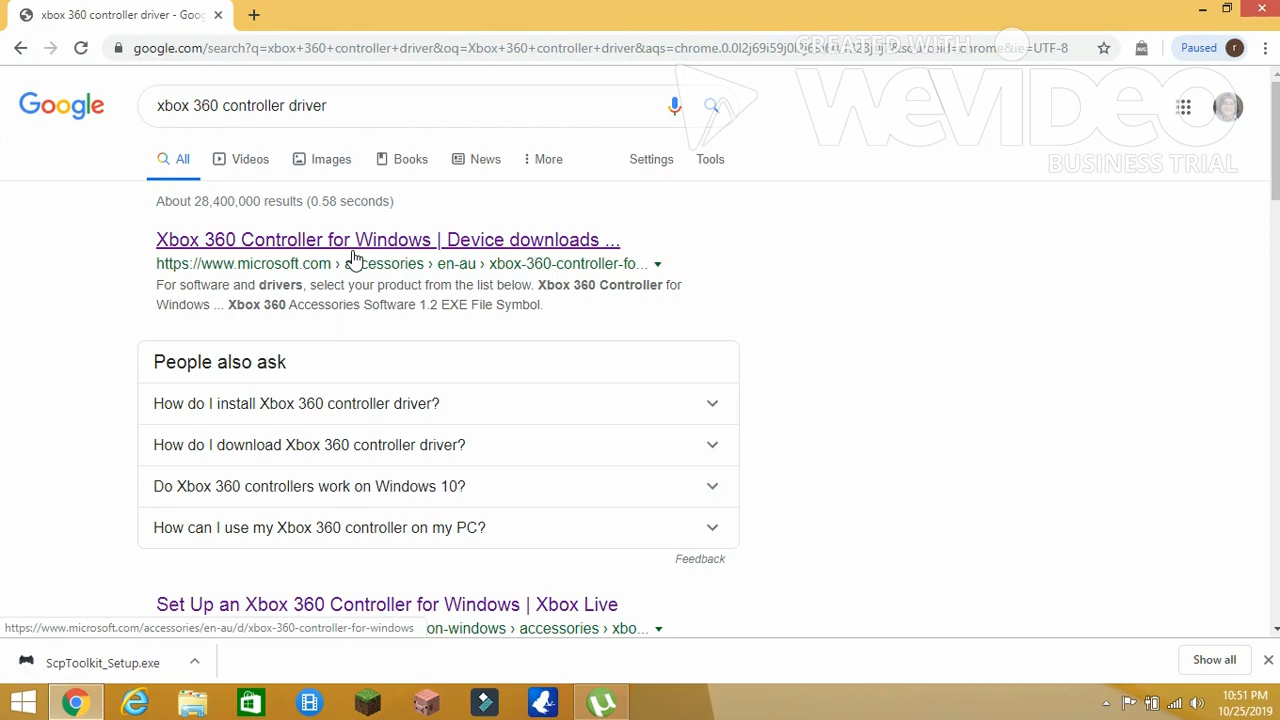 xbox 360 controller driver - Goo
google.com/search?q=xbox+360+controller+driver&oq=Xbox+360+controller+driver&aqs=chrome.0.0l2j69i59j0l
&ie=UTF-8
Paused
r
CREATED WITH
WEVIDEO
BUSINESS TRIAL
Google
xbox 360 controller driver
All
Videos
Images
Books
News
More
Settings
Tools
About 28,400,000 results (0.58 seconds)
Xbox 360 Controller for Windows | Device downloads ...
https://www.microsoft.com › accessories › en-au › xbox-360-controller-fo...
For software and drivers, select your product from the list below. Xbox 360 Controller for
Windows ... Xbox 360 Accessories Software 1.2 EXE File Symbol.
People also ask
How do I install Xbox 360 controller driver?
How do I download Xbox 360 controller driver?
Do Xbox 360 controllers work on Windows 10?
How can I use my Xbox 360 controller on my PC?
Feedback
Set Up an Xbox 360 Controller for Windows | Xbox Live
https://www.microsoft.com/accessories/en-au/d/xbox-360-controller-for-windows
on-windows › accessories › xbo...
ScpToolkit_Setup.exe
Show all
10:51 PM
10/25/2019